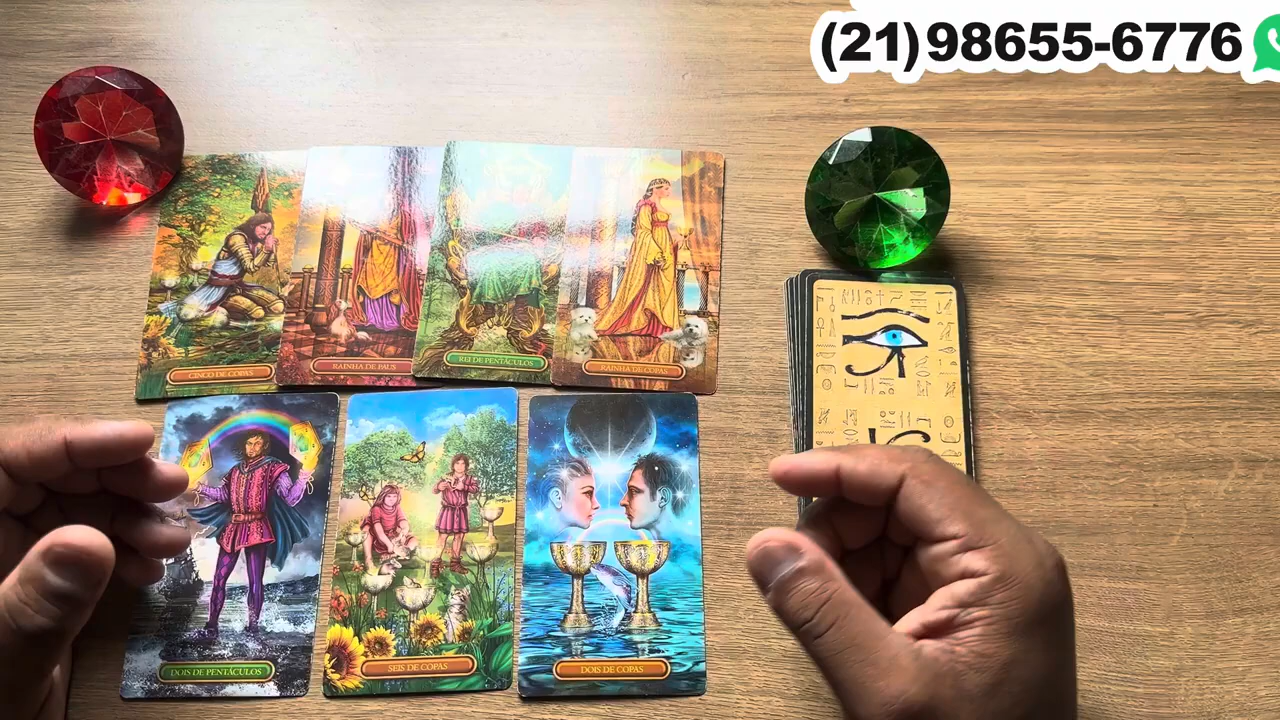 (21)98655-6776
CINCO DE COPAS
RAINHA DE PAUS
REI DE PENTÁCULOS
RAINHA DE COPAS
DOIS DE PENTÁCULOS
SEIS DE COPAS
DOIS DE COPAS